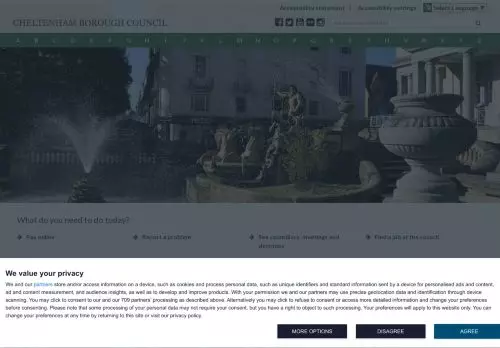 Accessibility statement | Accessibility settings Select Language ▼
CHELTENHAM BOROUGH COUNCIL
What do you need to do today?
Pay online
Report a problem
See councillors, meetings and
decisions
Find a job at the council
We value your privacy
We and our partners store and/or access information on a device, such as cookies and process personal data, such as unique identifiers and standard information sent by a device for personalised ads and content,
ad and content measurement, and audience insights, as well as to develop and improve products. With your permission we and our partners may use precise geolocation data and identification through device
scanning. You may click to consent to our and our 709 partners' processing as described above. Alternatively you may click to refuse to consent or access more detailed information and change your preferences
before consenting. Please note that some processing of your personal data may not require your consent, but you have a right to object to such processing. Your preferences will apply to this website only. You can
change your preferences at any time by returning to this site or visit our privacy policy.
MORE OPTIONS
DISAGREE
AGREE